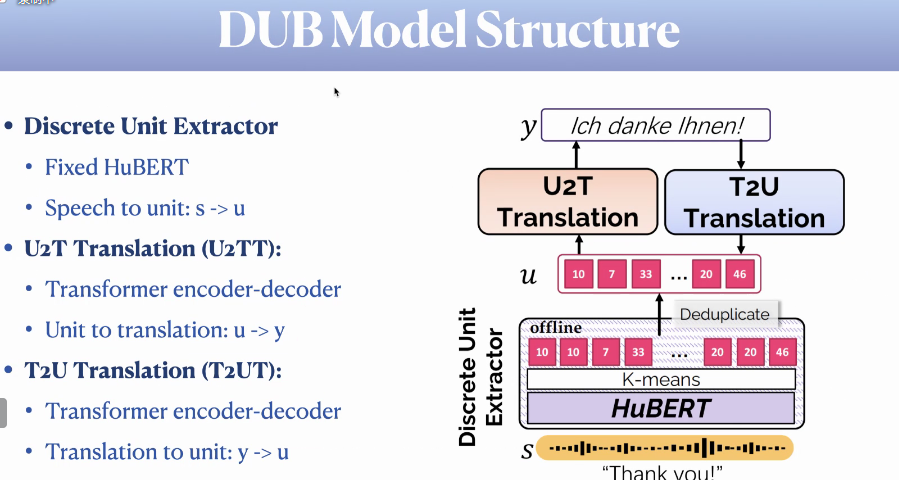 DUB Model Structure
• Discrete Unit Extractor
• Fixed HuBERT
• Speech to unit: s -> u
• U2T Translation (U2TT):
• Transformer encoder-decoder
• Unit to translation: u -> y
• T2U Translation (T2UT):
• Transformer encoder-decoder
• Translation to unit: y -> u
y Ich danke Ihnen!
U2T
Translation
T2U
Translation
u 10 7 33 ... 20 46
Deduplicate
Discrete Unit
Extractor
offline
10 10 7 33 ... 20 20 46
K-means
HuBERT
s
“Thank you!”